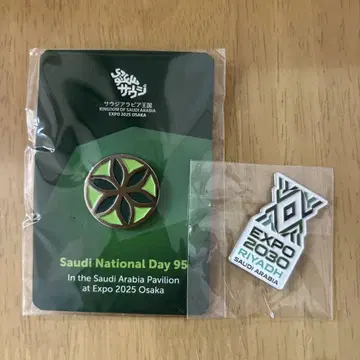 サウジアラビア王国
KINGDOM OF SAUDI ARABIA
EXPO 2025 OSAKA
Saudi National Day 95
In the Saudi Arabia Pavilion
at Expo 2025 Osaka
EXPO
2030
RIYADH
SAUDI ARABIA